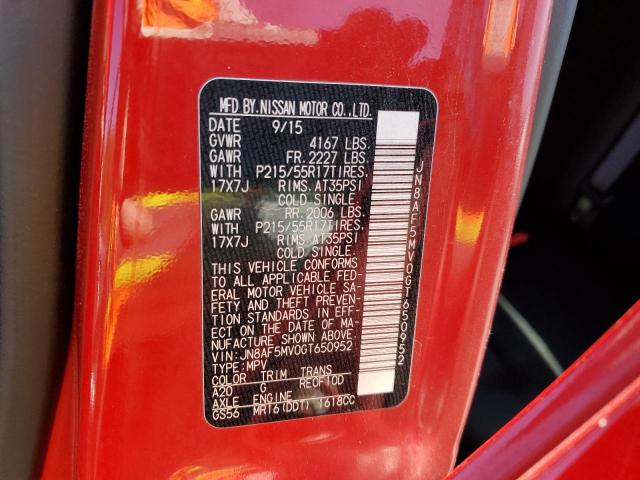 MFD BY. NISSAN MOTOR CO., LTD.
DATE 9/15
GVWR 4167 LBS.
GAWR FR. 2227 LBS.
WITH P215/55R17TIRES.
17X7J RIMS. AT35PSI
COLD SINGLE.
GAWR RR. 2006 LBS.
WITH P215/55R17TIRES.
17X7J RIMS. AT35PSI
COLD SINGLE.
THIS VEHICLE CONFORMS
TO ALL APPLICABLE FED-
ERAL MOTOR VEHICLE SA-
FETY AND THEFT PREVEN-
TION STANDARDS IN EFF-
ECT ON THE DATE OF MA-
NUFACTURE SHOWN ABOVE.
VIN: JN8AF5MV0GT650952
TYPE: MPV
COLOR TRIM TRANS
A20 G RE0F10D
AXLE ENGINE
GS56 MR16(DDT) 1618CC
JN8AF5MV0GT650952